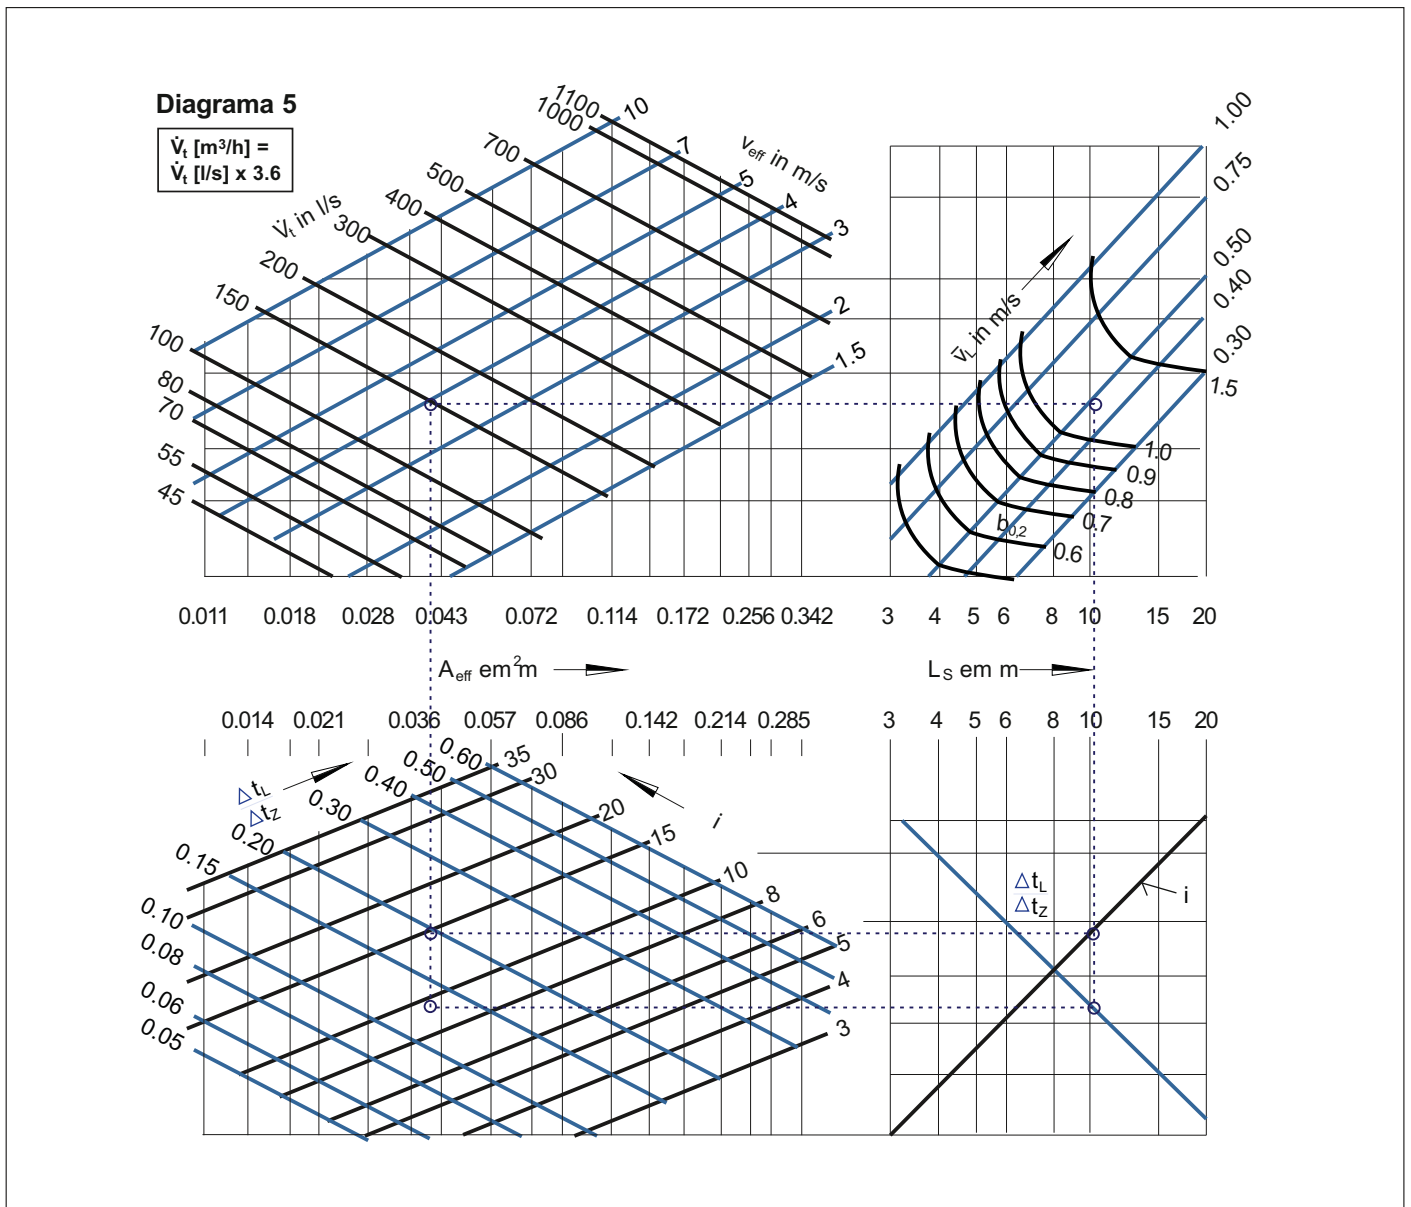 Diagrama 5
V̇t [m³/h] =
V̇t [l/s] x 3.6
V̇t in l/s
1100
1000
700
500
400
300
200
150
100
80
70
55
45
10
7
5
4
3
2
1.5
veff in m/s
1.00
0.75
0.50
0.40
0.30
v̄L in m/s
1.5
1.0
0.9
0.8
0.7
0.6
b0,2
0.011 0.018 0.028 0.043 0.072 0.114 0.172 0.256 0.342
3 4 5 6 8 10 15 20
Aeff em²m
LS em m
0.014 0.021 0.036 0.057 0.086 0.142 0.214 0.285
3 4 5 6 8 10 15 20
△tL
△tZ
0.60
0.50
0.40
0.30
0.20
0.15
0.10
0.08
0.06
0.05
35
30
20
15
10
8
6
5
4
3
i
△tL
△tZ
i